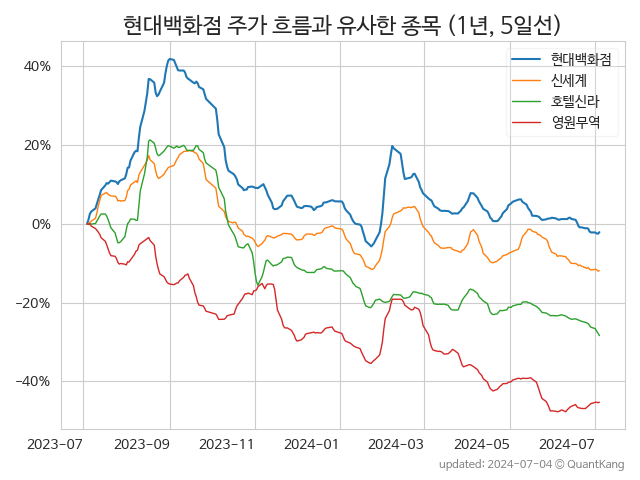 현대백화점 주가 흐름과 유사한 종목 (1년, 5일선)
현대백화점
신세계
호텔신라
영원무역
40%
20%
0%
−20%
−40%
2023-07
2023-09
2023-11
2024-01
2024-03
2024-05
2024-07
updated: 2024-07-04 © QuantKang